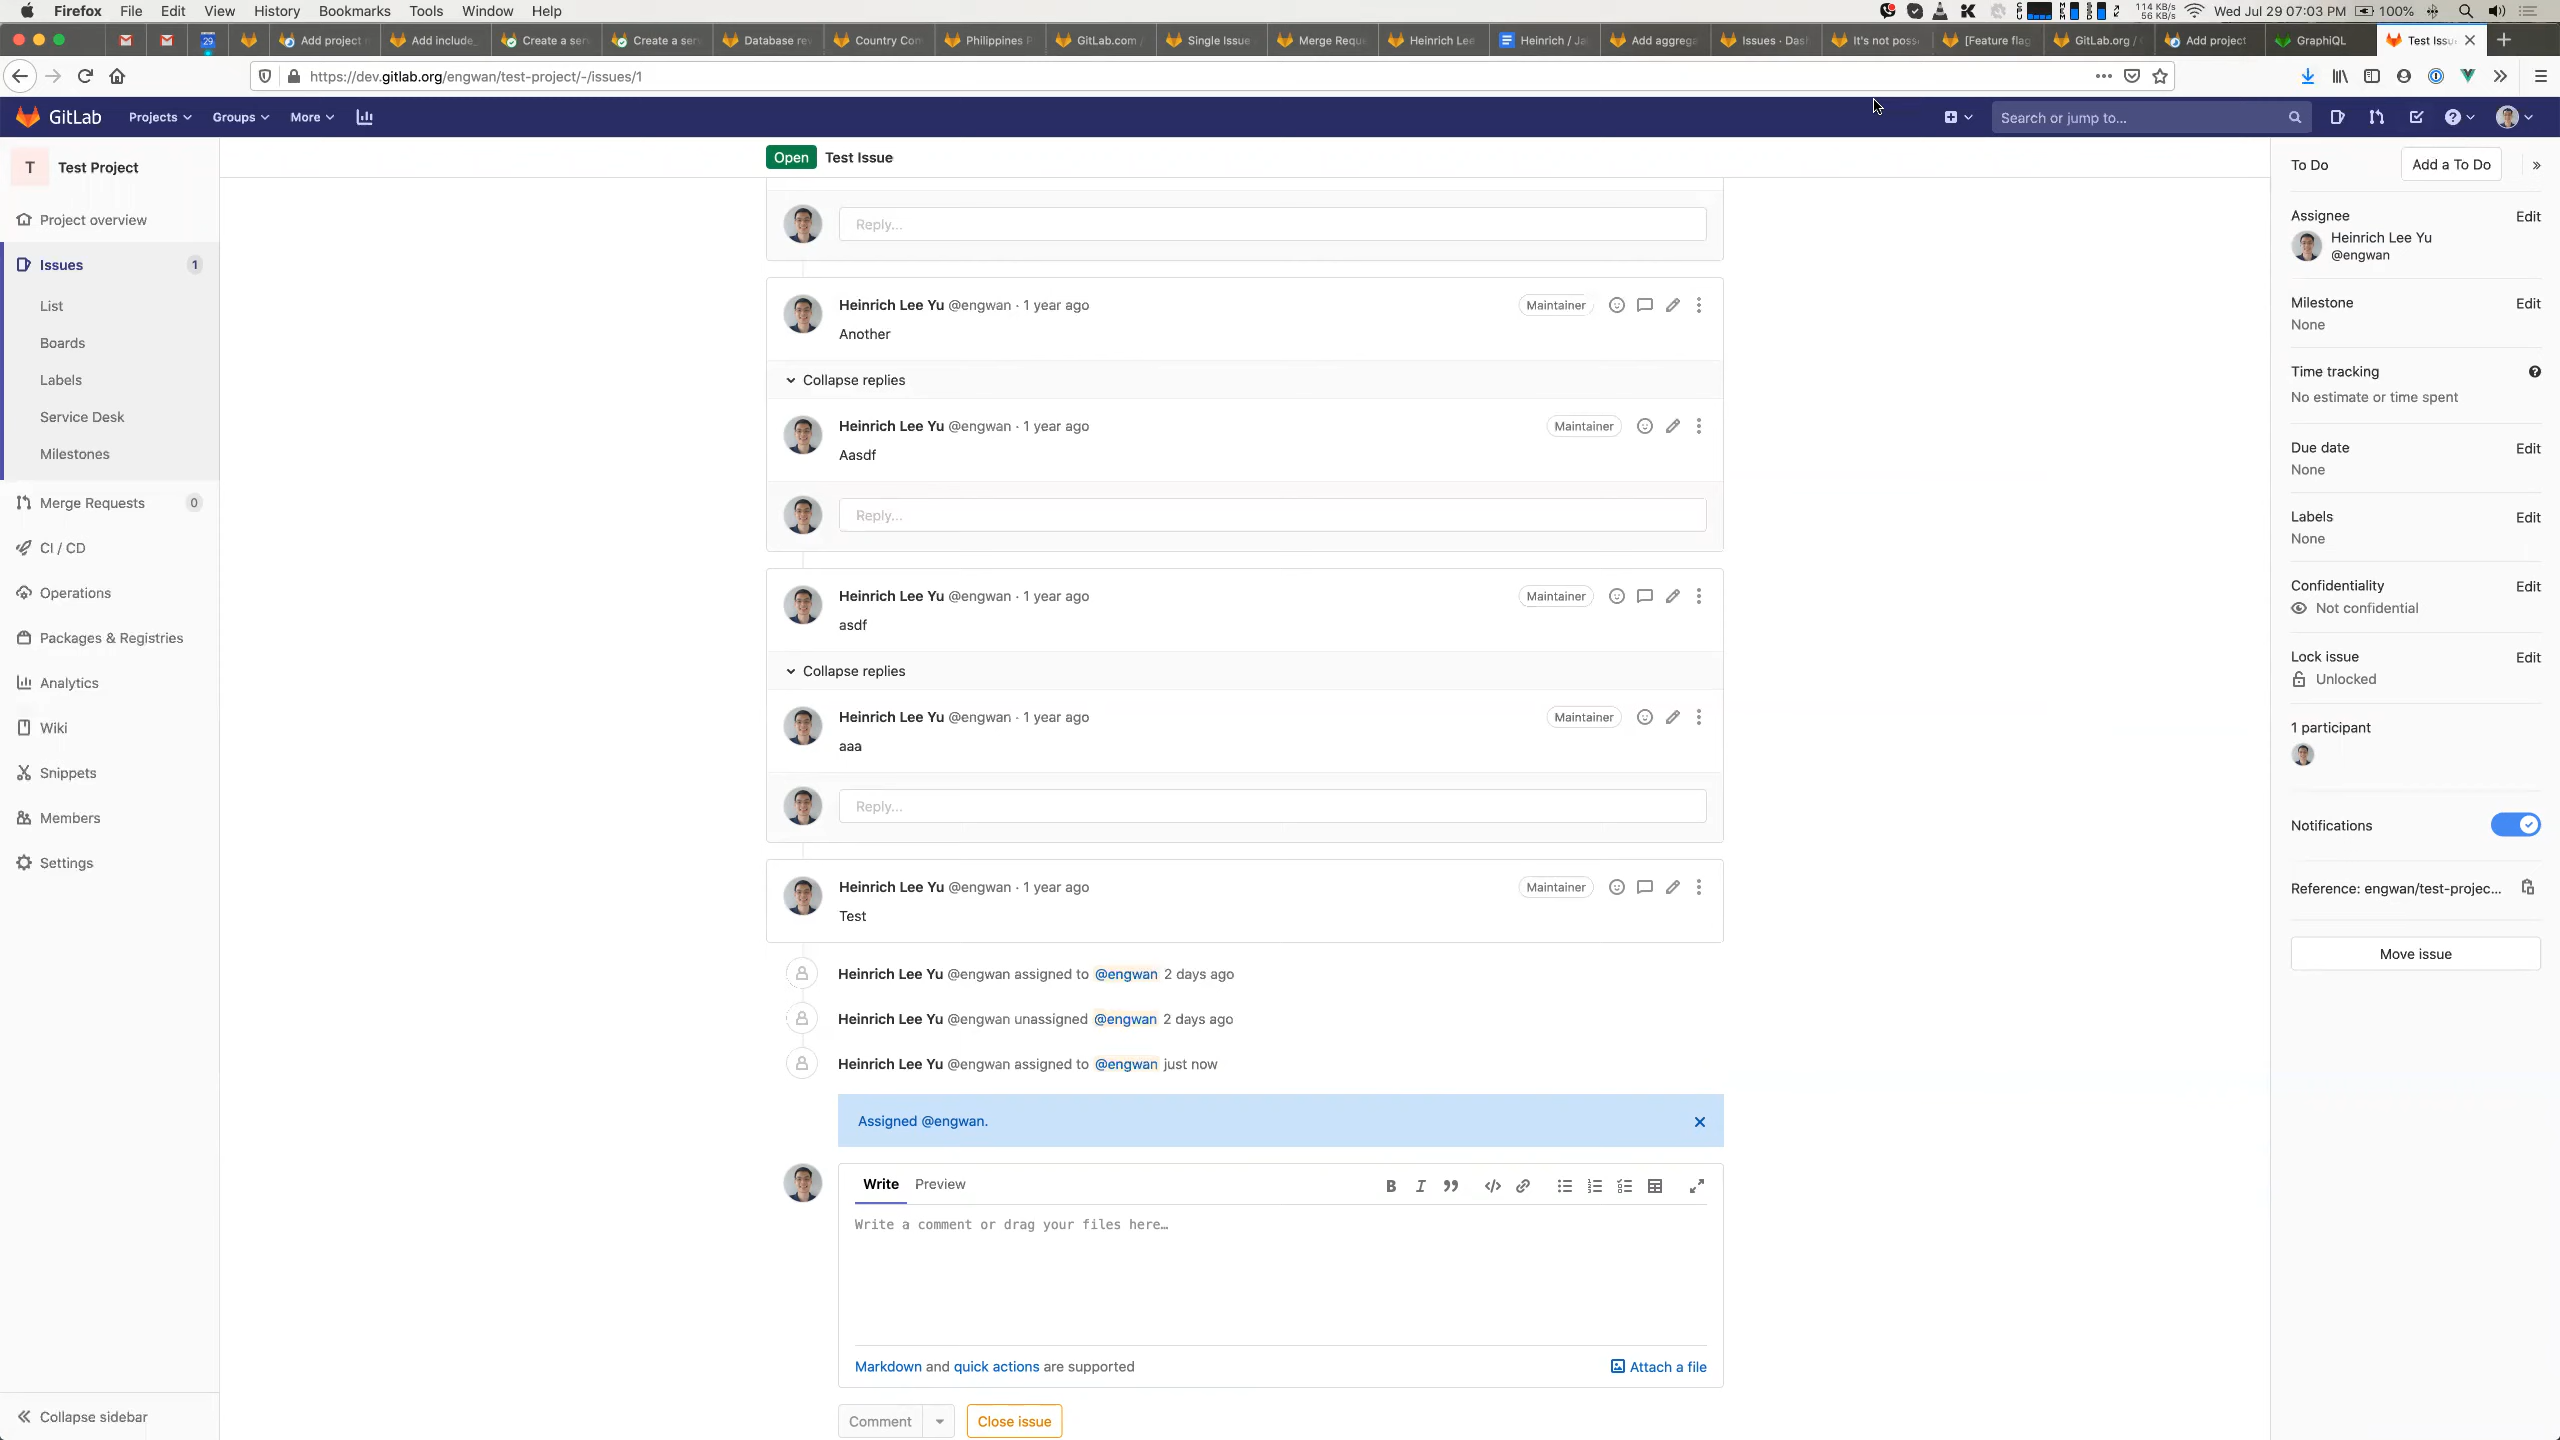 Firefox File Edit View History Bookmarks Tools Window Help
114 KB/s
56 KB/s
Wed Jul 29 07:03 PM 100%
29 Add project Add include Create a ser Create a ser Database re Country Con Philippines P GitLab.com / Single Issue Merge Requ Heinrich Lee Heinrich / Ja Add aggrega Issues · Das It's not poss [Feature flag GitLab.org / Add project GraphiQL Test Issu
https://dev.gitlab.org/engwan/test-project/-/issues/1
GitLab Projects Groups More Search or jump to...
T Test Project
Project overview
Issues 1
List
Boards
Labels
Service Desk
Milestones
Merge Requests 0
CI / CD
Operations
Packages & Registries
Analytics
Wiki
Snippets
Members
Settings
Collapse sidebar
Open Test Issue
Reply...
Heinrich Lee Yu @engwan · 1 year ago Maintainer
Another
Collapse replies
Heinrich Lee Yu @engwan · 1 year ago Maintainer
Aasdf
Reply...
Heinrich Lee Yu @engwan · 1 year ago Maintainer
asdf
Collapse replies
Heinrich Lee Yu @engwan · 1 year ago Maintainer
aaa
Reply...
Heinrich Lee Yu @engwan · 1 year ago Maintainer
Test
Heinrich Lee Yu @engwan assigned to @engwan 2 days ago
Heinrich Lee Yu @engwan unassigned @engwan 2 days ago
Heinrich Lee Yu @engwan assigned to @engwan just now
Assigned @engwan.
Write Preview
Write a comment or drag your files here…
Markdown and quick actions are supported Attach a file
Comment Close issue
To Do Add a To Do
Assignee Edit
Heinrich Lee Yu
@engwan
Milestone Edit
None
Time tracking
No estimate or time spent
Due date Edit
None
Labels Edit
None
Confidentiality Edit
Not confidential
Lock issue Edit
Unlocked
1 participant
Notifications
Reference: engwan/test-projec...
Move issue